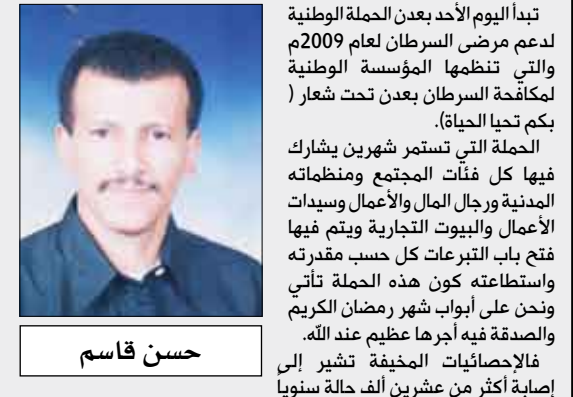 تبدأ اليوم الأحد بعدن الحملة الوطنية
لدعم مرضى السرطان لعام 2009م
والتي تنظمها المؤسسة الوطنية
لمكافحة السرطان بعدن تحت شعار (
بكم تحيا الحياة).
الحملة التي تستمر شهرين يشارك
فيها كل فئات المجتمع ومنظماته
المدنية ورجال المال والأعمال وسيدات
الأعمال والبيوت التجارية ويتم فيها
فتح باب التبرعات كل حسب مقدرته
واستطاعته كون هذه الحملة تأتي
ونحن على أبواب شهر رمضان الكريم
والصدقة فيه أجرها عظيم عند الله.
فالإحصائيات المخيفة تشير إلى
إصابة أكثر من عشرين ألف حالة سنوياً
حسن قاسم